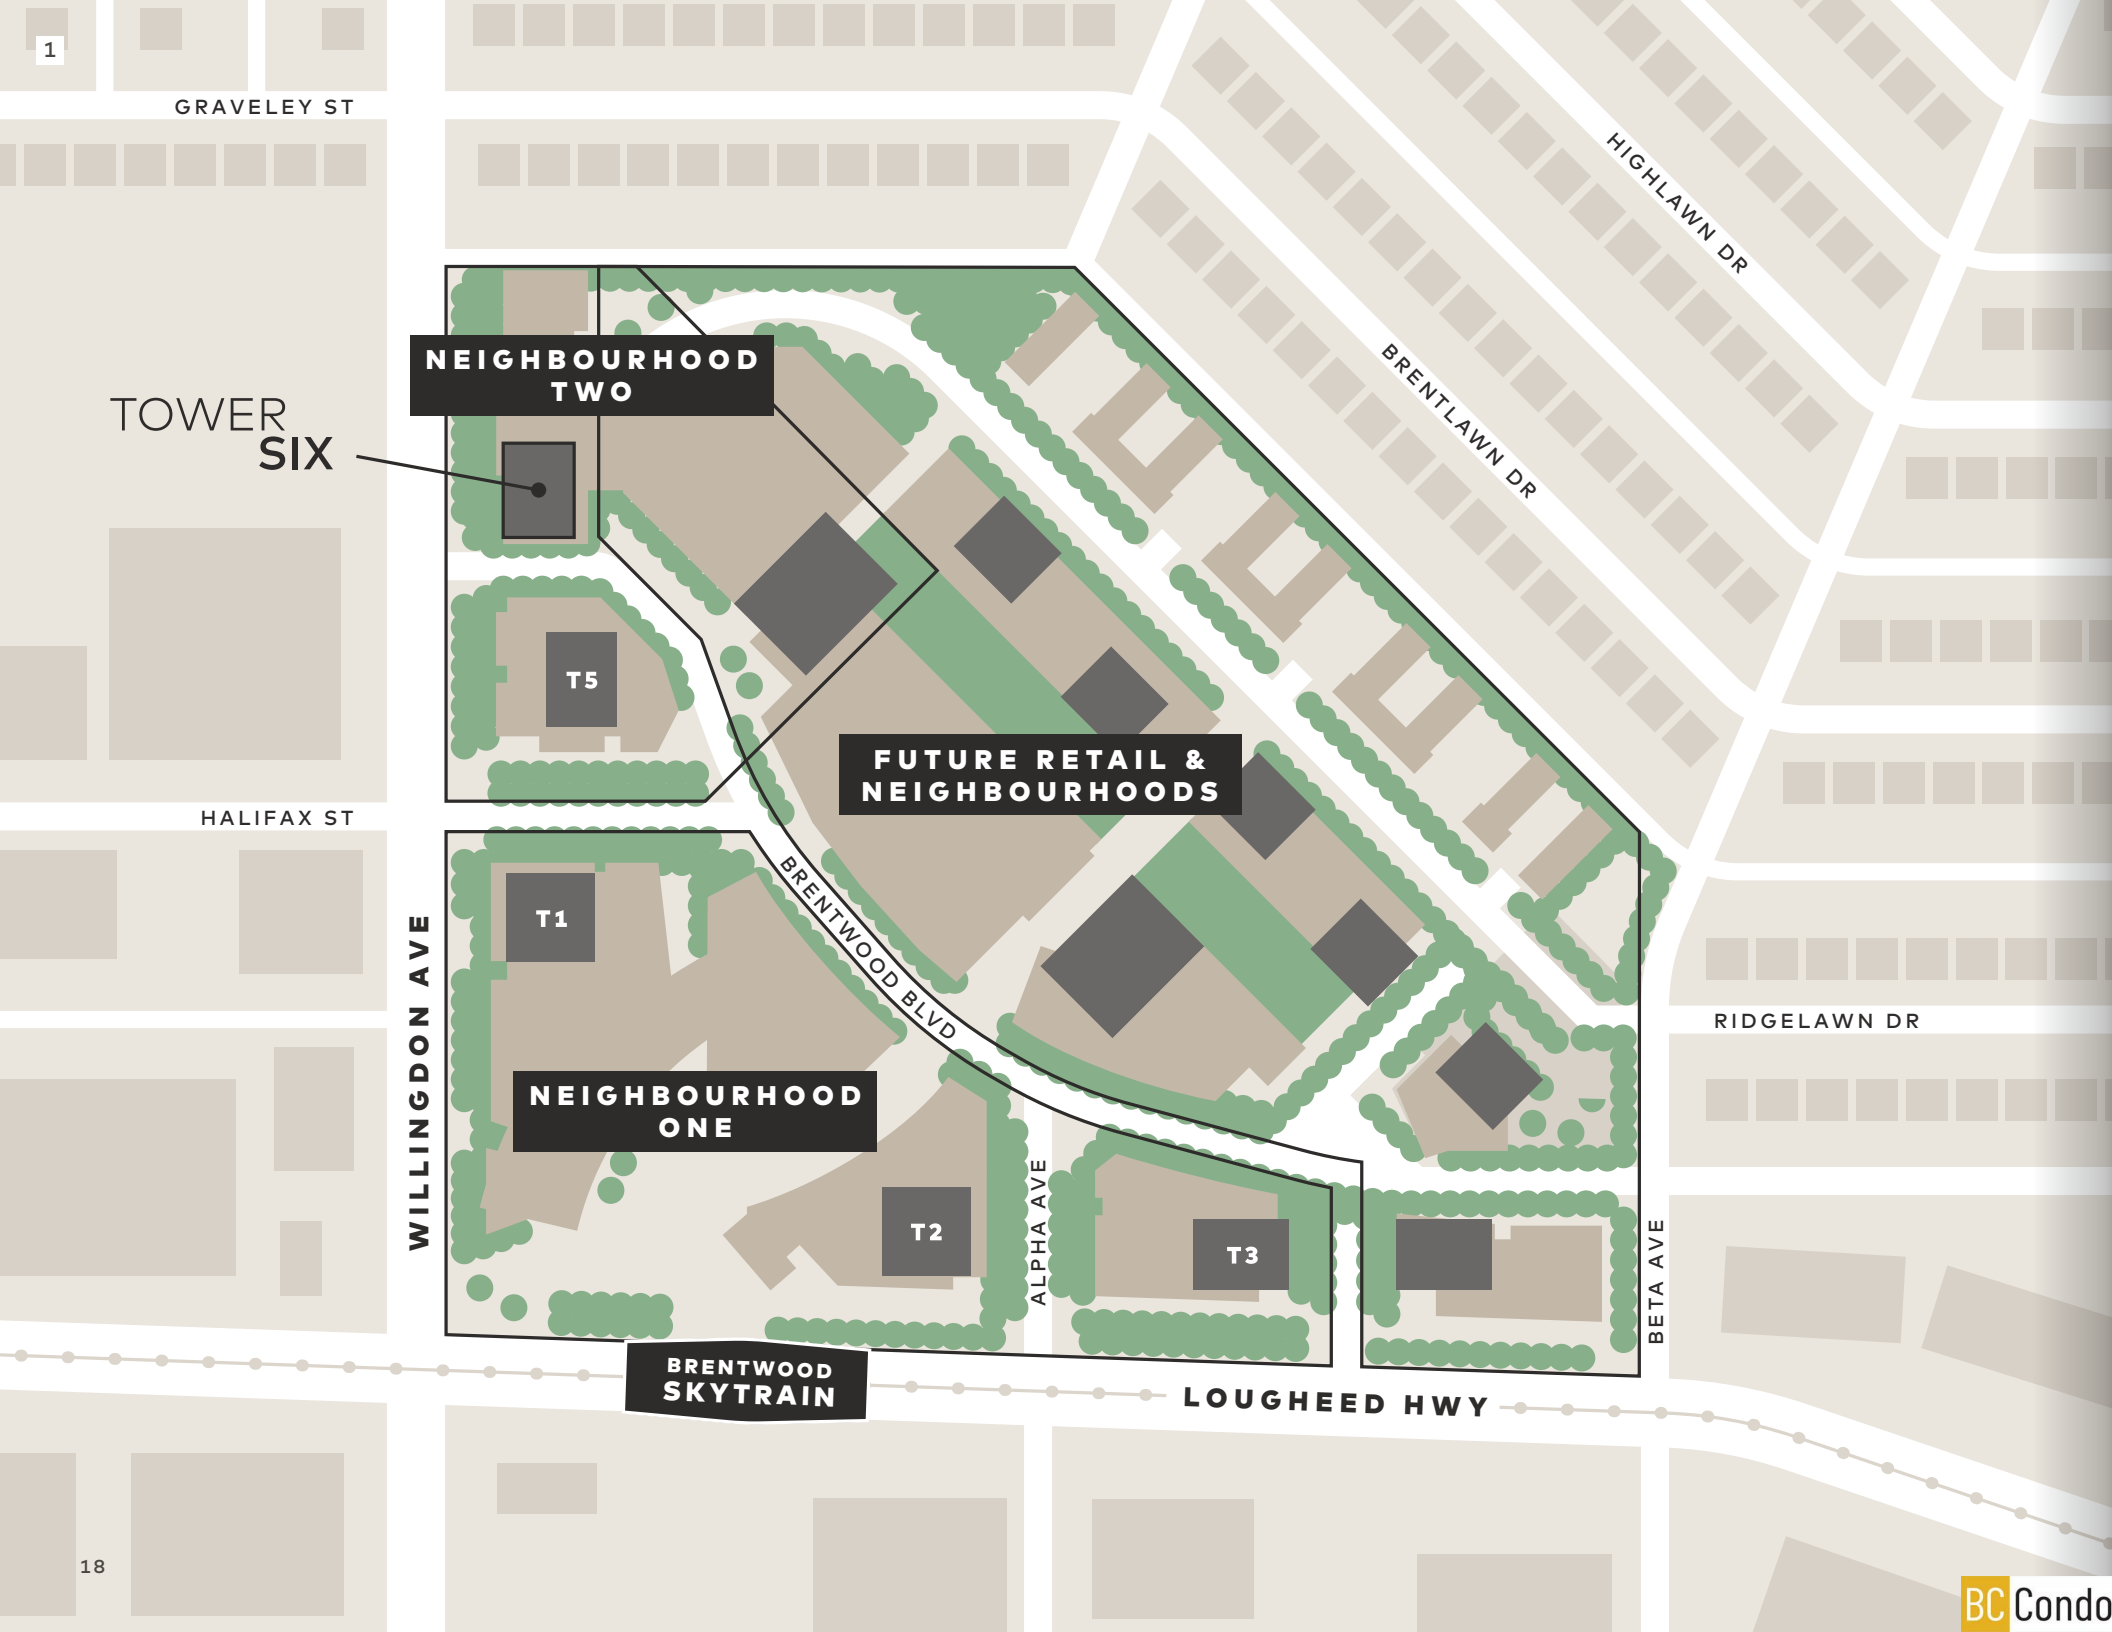 1
GRAVELEY ST
HIGHLAWN DR
BRENTLAWN DR
NEIGHBOURHOOD
TWO
TOWER
SIX
T5
FUTURE RETAIL &
NEIGHBOURHOODS
HALIFAX ST
BRENTWOOD BLVD
T1
WILLINGDON AVE
RIDGELAWN DR
NEIGHBOURHOOD
ONE
T2
ALPHA AVE
T3
BETA AVE
BRENTWOOD
SKYTRAIN
LOUGHEED HWY
18
BC Condo